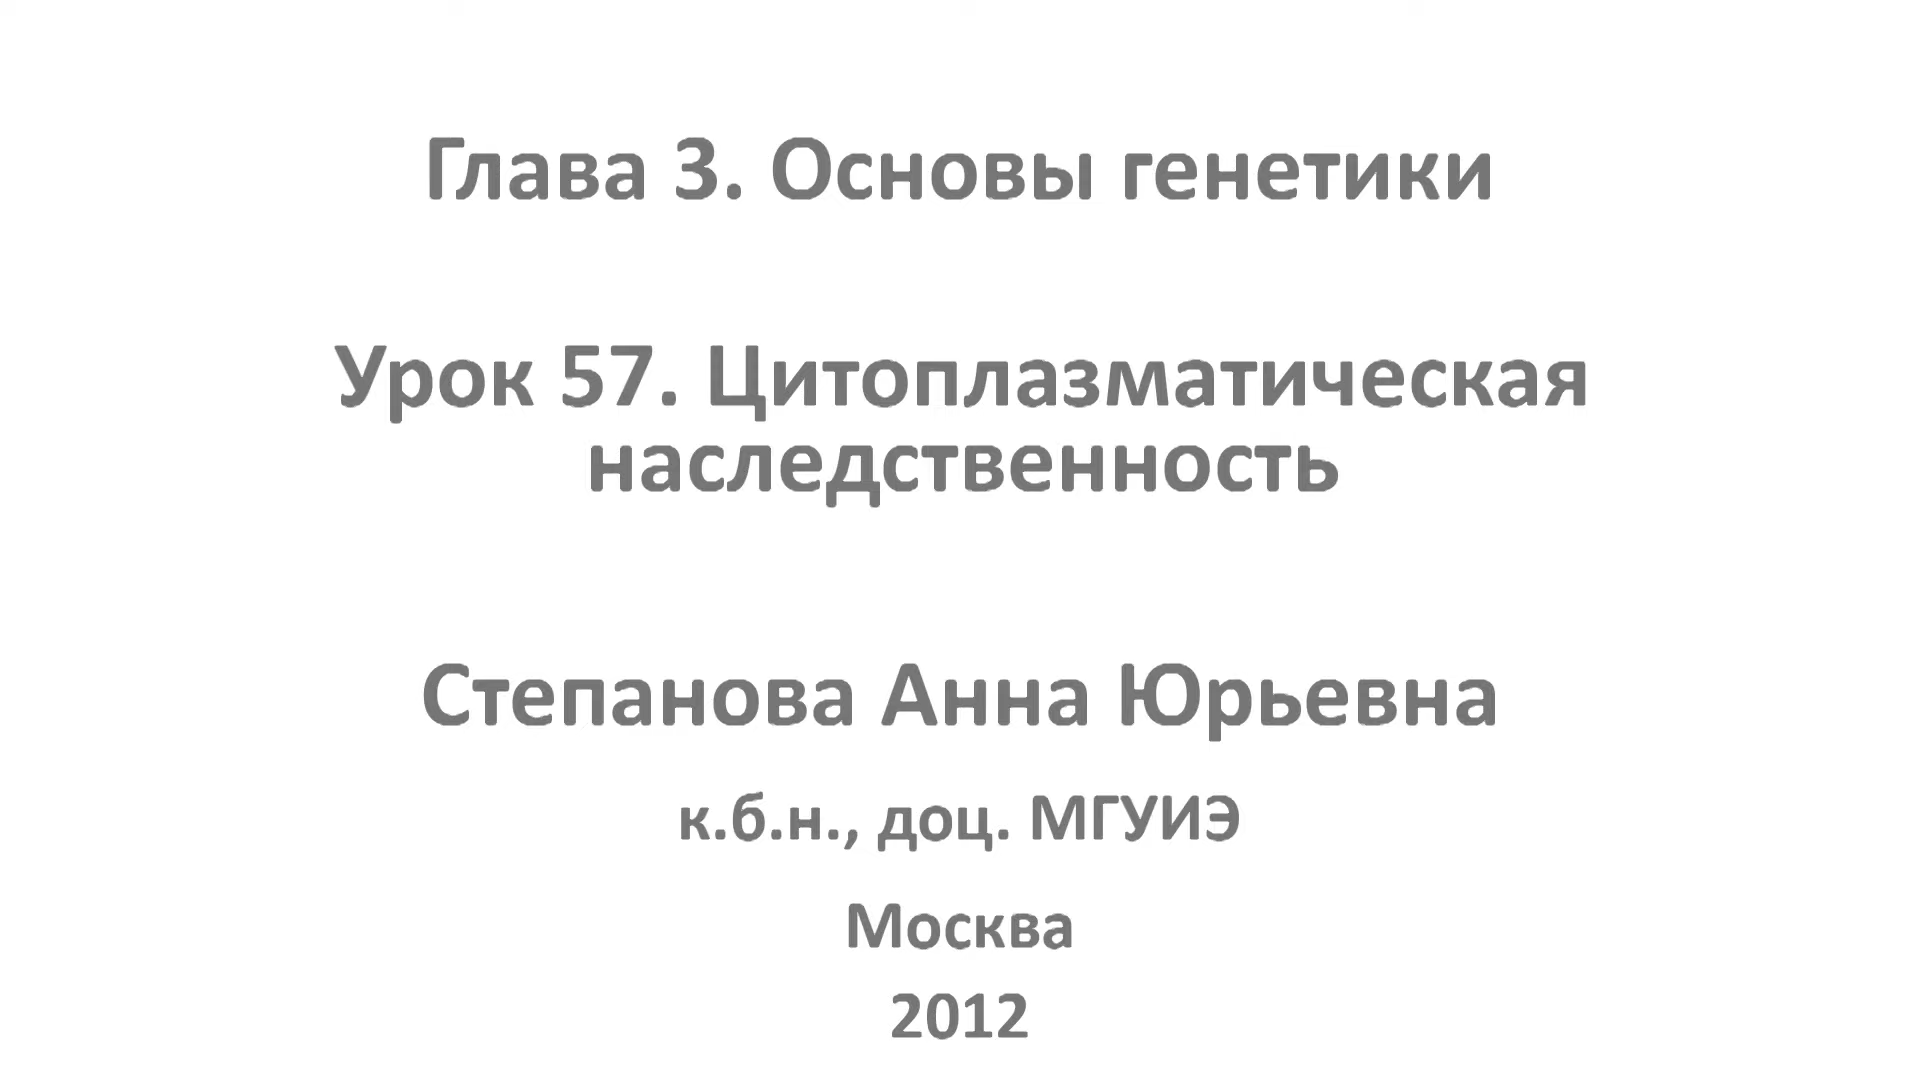 Глава 3. Основы генетики
Урок 57. Цитоплазматическая
наследственность
Степанова Анна Юрьевна
к.б.н., доц. МГУИЭ
Москва
2012